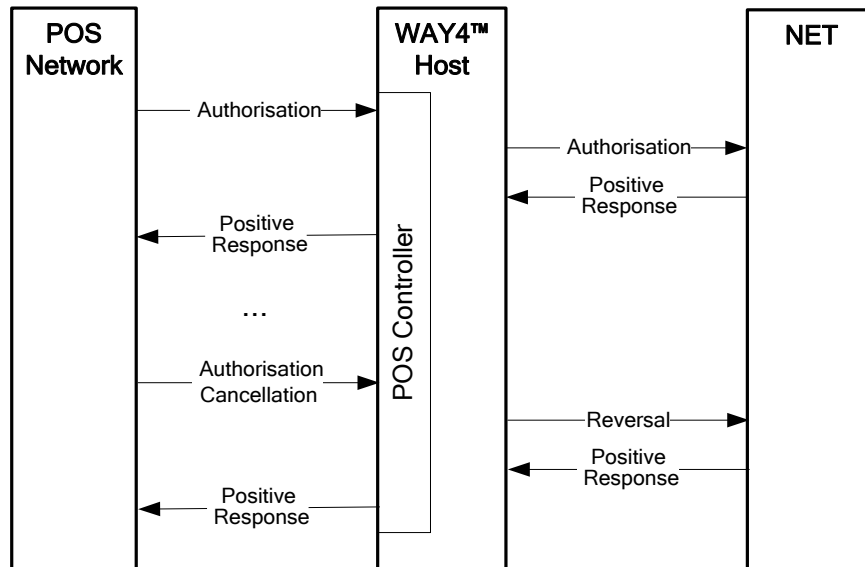 POS
Network
WAY4™
Host
NET
Authorisation
Authorisation
Positive
Response
Positive
Response
...
POS Controller
Authorisation
Cancellation
Reversal
Positive
Response
Positive
Response